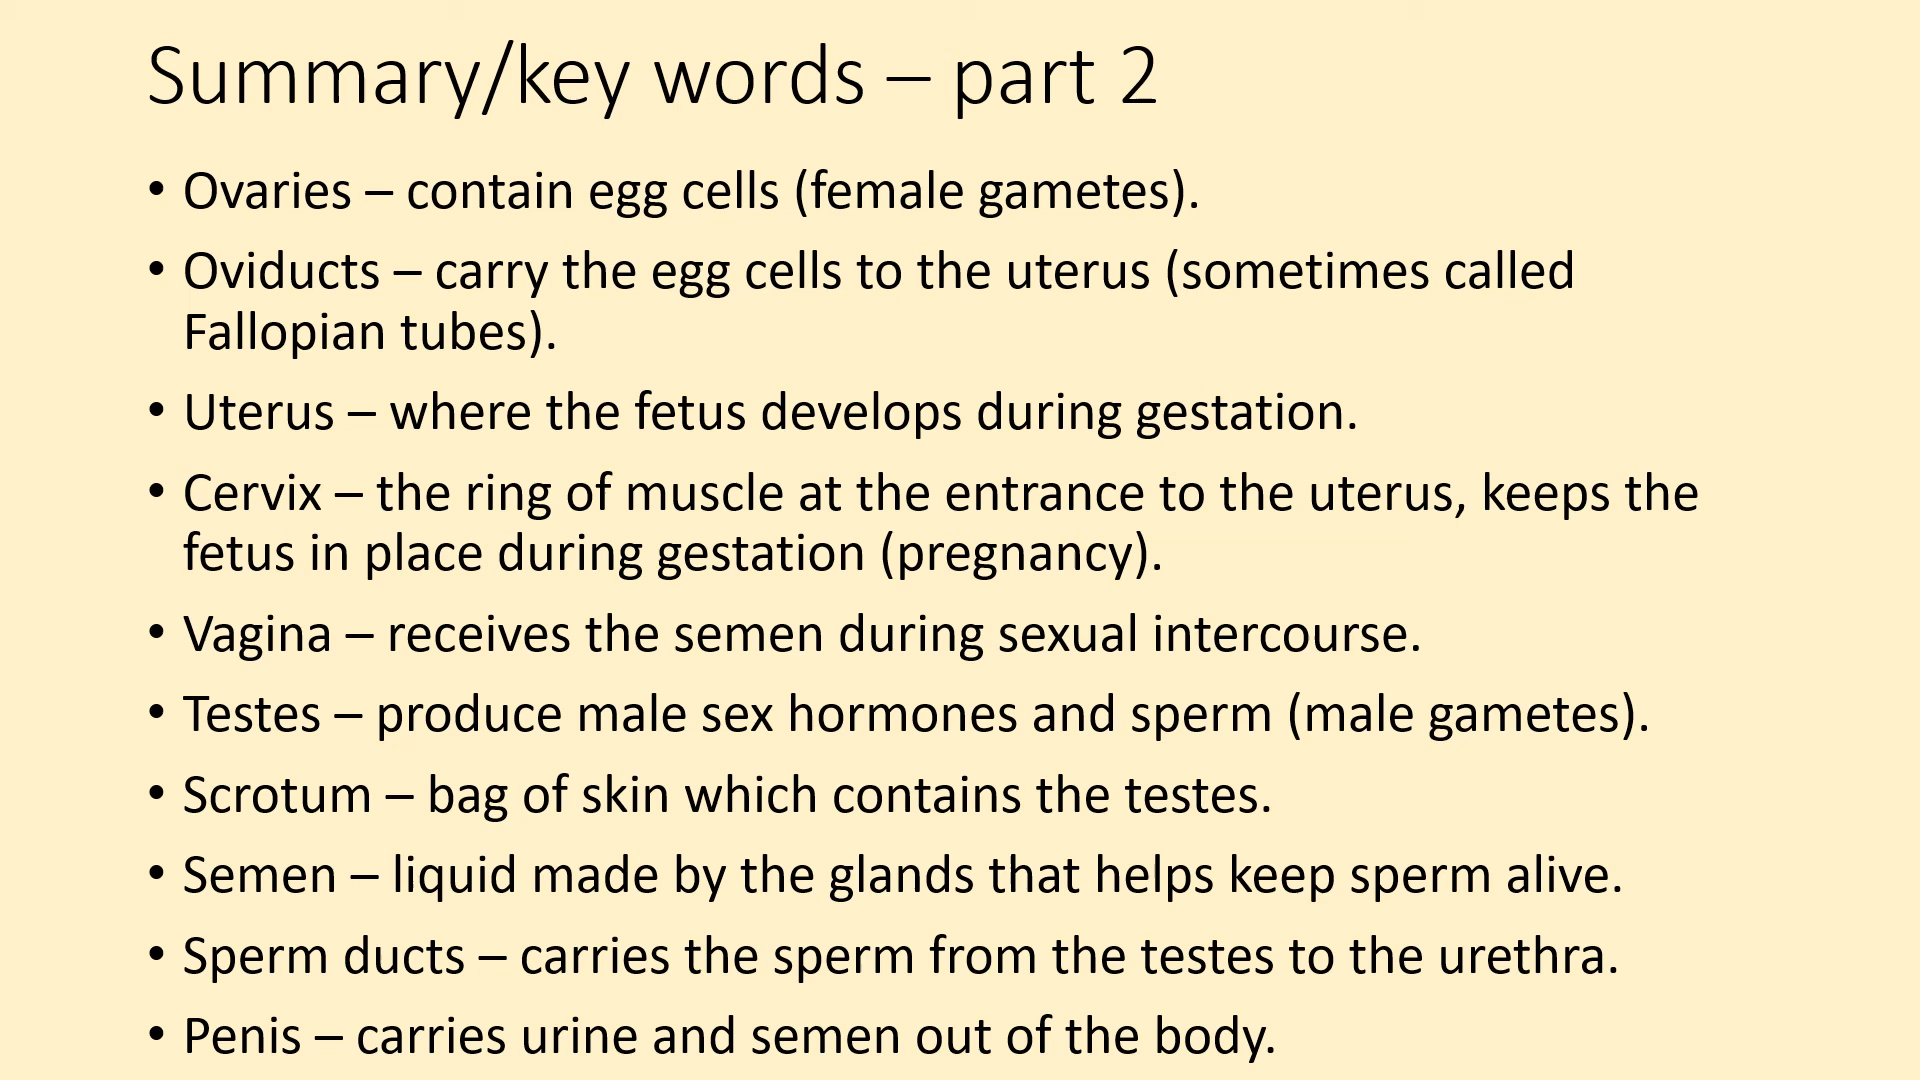 Summary/key words – part 2
• Ovaries – contain egg cells (female gametes).
• Oviducts – carry the egg cells to the uterus (sometimes called
Fallopian tubes).
• Uterus – where the fetus develops during gestation.
• Cervix – the ring of muscle at the entrance to the uterus, keeps the
fetus in place during gestation (pregnancy).
• Vagina – receives the semen during sexual intercourse.
• Testes – produce male sex hormones and sperm (male gametes).
• Scrotum – bag of skin which contains the testes.
• Semen – liquid made by the glands that helps keep sperm alive.
• Sperm ducts – carries the sperm from the testes to the urethra.
• Penis – carries urine and semen out of the body.